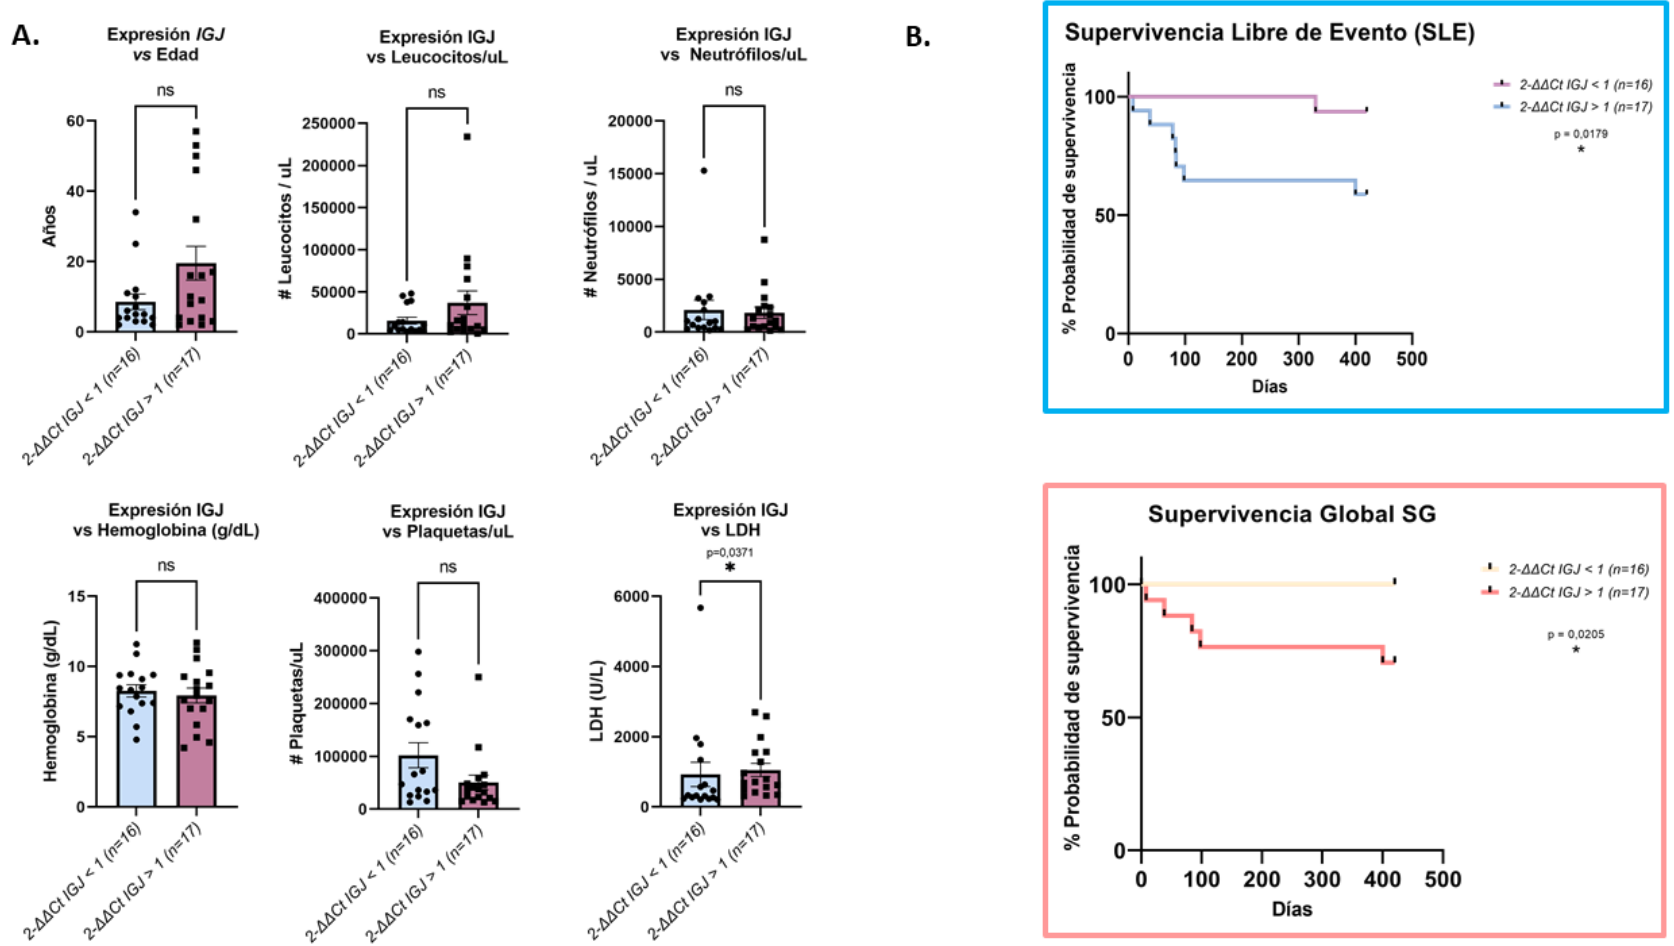 A.
Expresión IGJ
vs Edad
ns
Años
60
40
20
0
2-ΔΔCt IGJ < 1 (n=16)
2-ΔΔCt IGJ > 1 (n=17)
Expresión IGJ
vs Leucocitos/uL
ns
# Leucocitos / uL
250000
200000
150000
100000
50000
0
2-ΔΔCt IGJ < 1 (n=16)
2-ΔΔCt IGJ > 1 (n=17)
Expresión IGJ
vs Neutrófilos/uL
ns
# Neutrófilos / uL
20000
15000
10000
5000
0
2-ΔΔCt IGJ < 1 (n=16)
2-ΔΔCt IGJ > 1 (n=17)
Expresión IGJ
vs Hemoglobina (g/dL)
ns
Hemoglobina (g/dL)
15
10
5
0
2-ΔΔCt IGJ < 1 (n=16)
2-ΔΔCt IGJ > 1 (n=17)
Expresión IGJ
vs Plaquetas/uL
ns
# Plaquetas/uL
400000
300000
200000
100000
0
2-ΔΔCt IGJ < 1 (n=16)
2-ΔΔCt IGJ > 1 (n=17)
Expresión IGJ
vs LDH
p=0,0371
*
LDH (U/L)
6000
4000
2000
0
2-ΔΔCt IGJ < 1 (n=16)
2-ΔΔCt IGJ > 1 (n=17)
B.
Supervivencia Libre de Evento (SLE)
% Probabilidad de supervivencia
100
50
0
0 100 200 300 400 500
Días
2-ΔΔCt IGJ < 1 (n=16)
2-ΔΔCt IGJ > 1 (n=17)
p = 0,0179
*
Supervivencia Global SG
% Probabilidad de supervivencia
100
50
0
0 100 200 300 400 500
Días
2-ΔΔCt IGJ < 1 (n=16)
2-ΔΔCt IGJ > 1 (n=17)
p = 0,0205
*